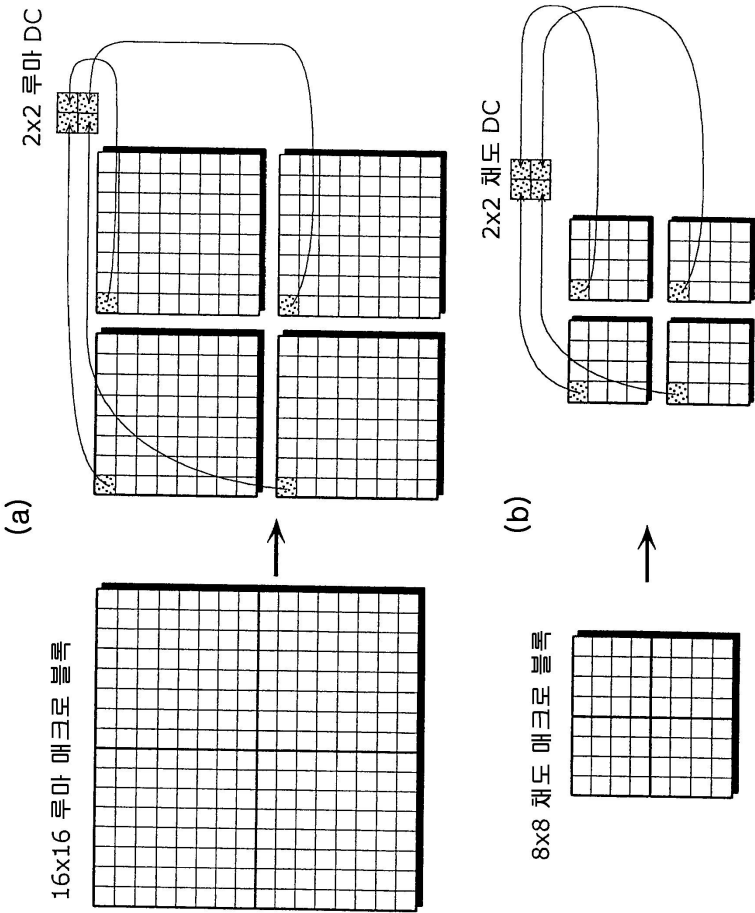 (a)
16x16 루마 매크로 블록
2x2 루마 DC
(b)
8x8 채도 매크로 블록
2x2 채도 DC